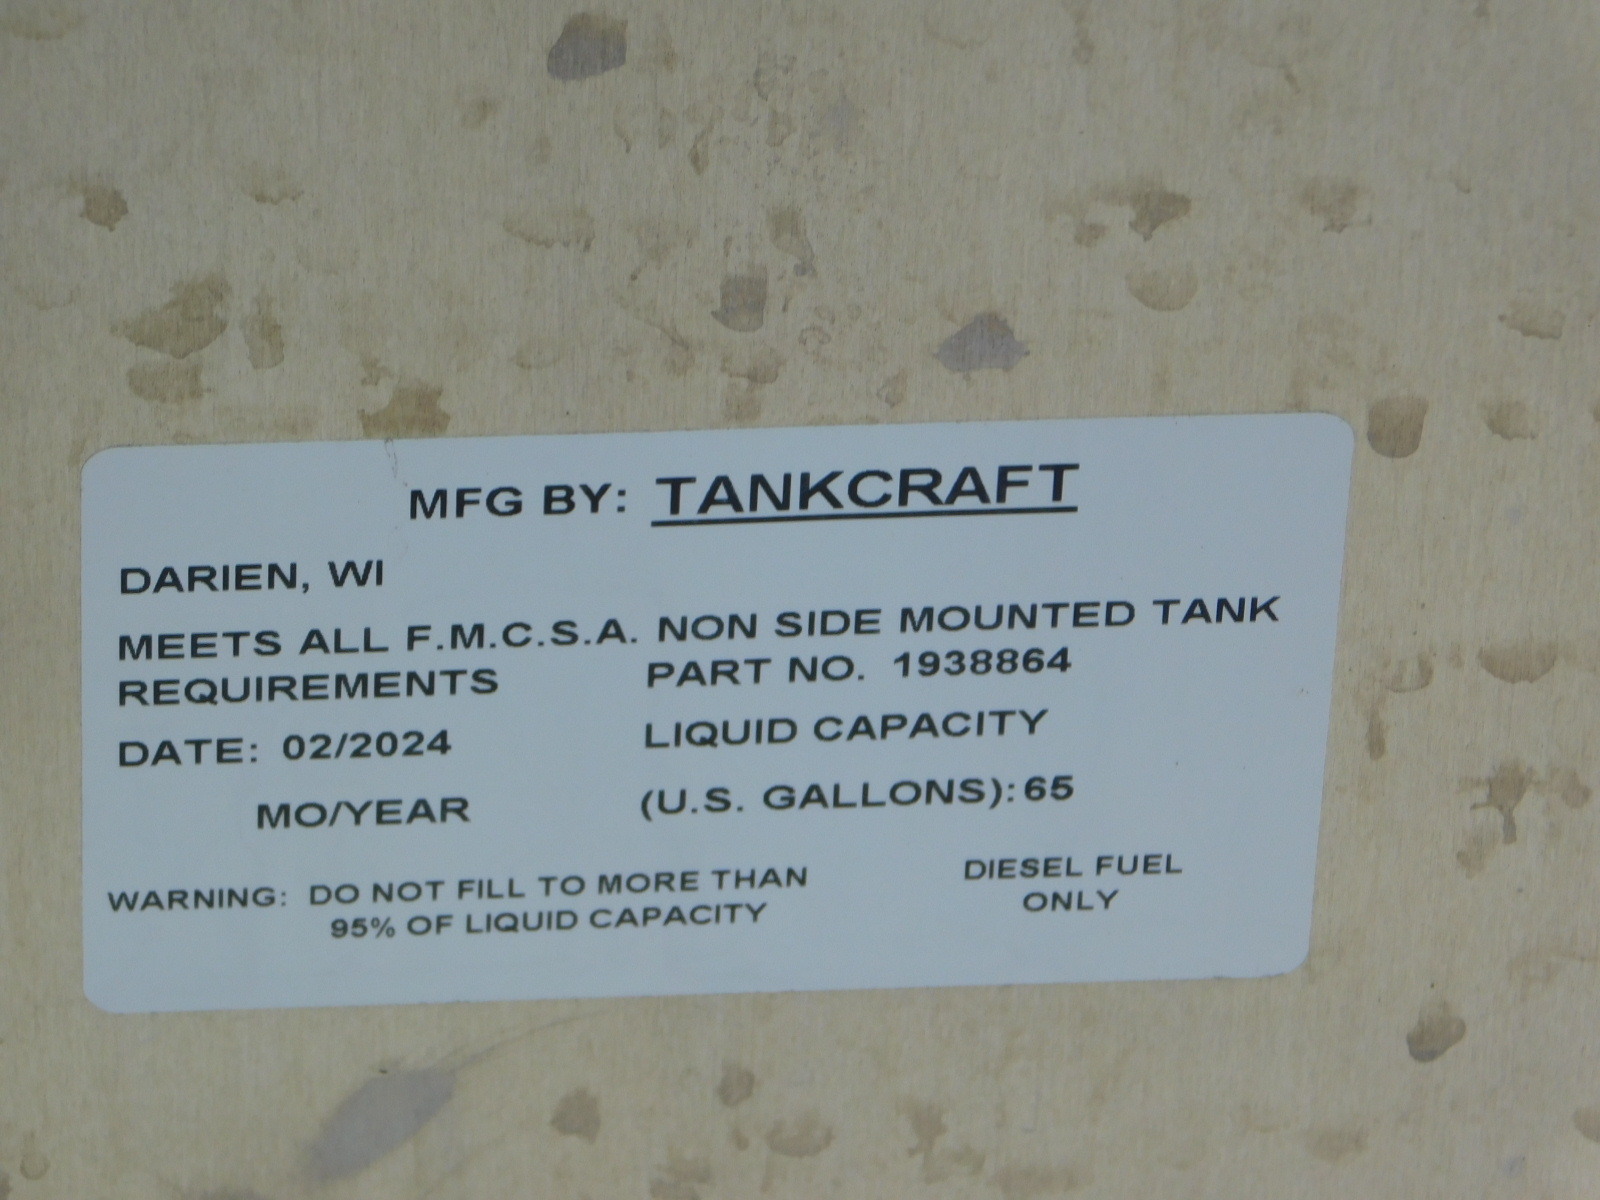 MFG BY: TANKCRAFT
DARIEN, WI
MEETS ALL F.M.C.S.A. NON SIDE MOUNTED TANK
REQUIREMENTS PART NO. 1938864
DATE: 02/2024 LIQUID CAPACITY
MO/YEAR (U.S. GALLONS): 65
WARNING: DO NOT FILL TO MORE THAN
95% OF LIQUID CAPACITY
DIESEL FUEL
ONLY